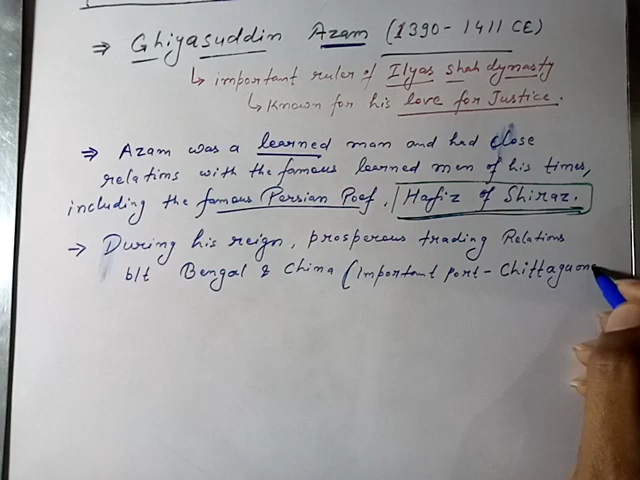 ⇒ Ghiyasuddin Azam (1390 - 1411 CE)
↳ important ruler of Ilyas Shah dynasty
↳ Known for his love for Justice.
⇒ Azam was a learned man and had close
relations with the famous learned men of his times,
including the famous Persian Poet, Hafiz of Shiraz.
→ During his reign, prosperous trading Relations
b/t Bengal & China (Important port - Chittagaong